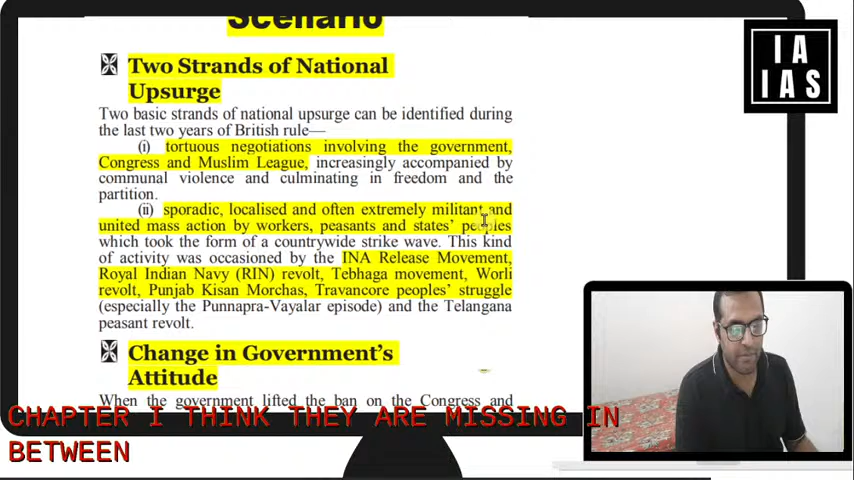 Scenario
Two Strands of National
Upsurge
Two basic strands of national upsurge can be identified during
the last two years of British rule—
(i) tortuous negotiations involving the government,
Congress and Muslim League, increasingly accompanied by
communal violence and culminating in freedom and the
partition.
(ii) sporadic, localised and often extremely militant and
united mass action by workers, peasants and states' peoples
which took the form of a countrywide strike wave. This kind
of activity was occasioned by the INA Release Movement,
Royal Indian Navy (RIN) revolt, Tebhaga movement, Worli
revolt, Punjab Kisan Morchas, Travancore peoples' struggle
(especially the Punnapra-Vayalar episode) and the Telangana
peasant revolt.
Change in Government's
Attitude
When the government lifted the ban on the Congress and
CHAPTER I THINK THEY ARE MISSING IN
BETWEEN
IA
IAS